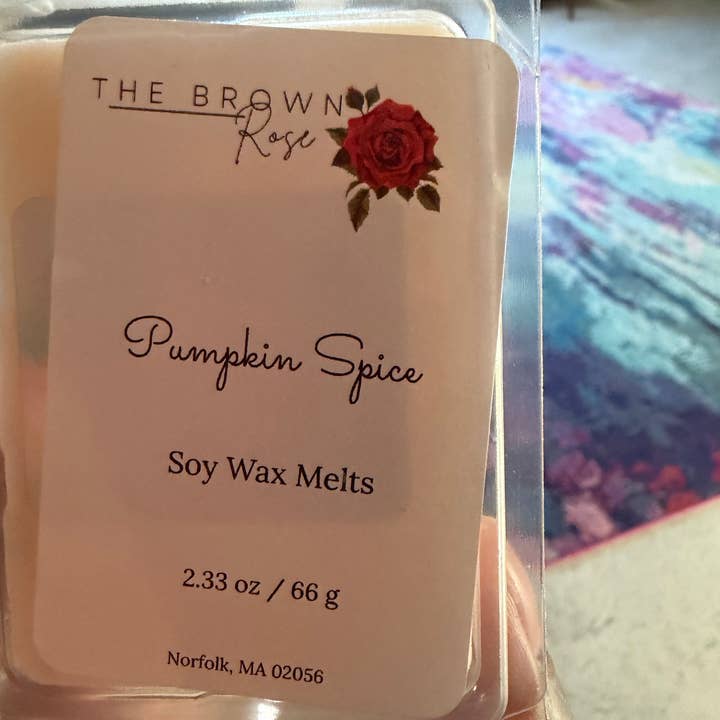 THE BROWN
Rose
Pumpkin Spice
Soy Wax Melts
2.33 oz / 66 g
Norfolk, MA 02056